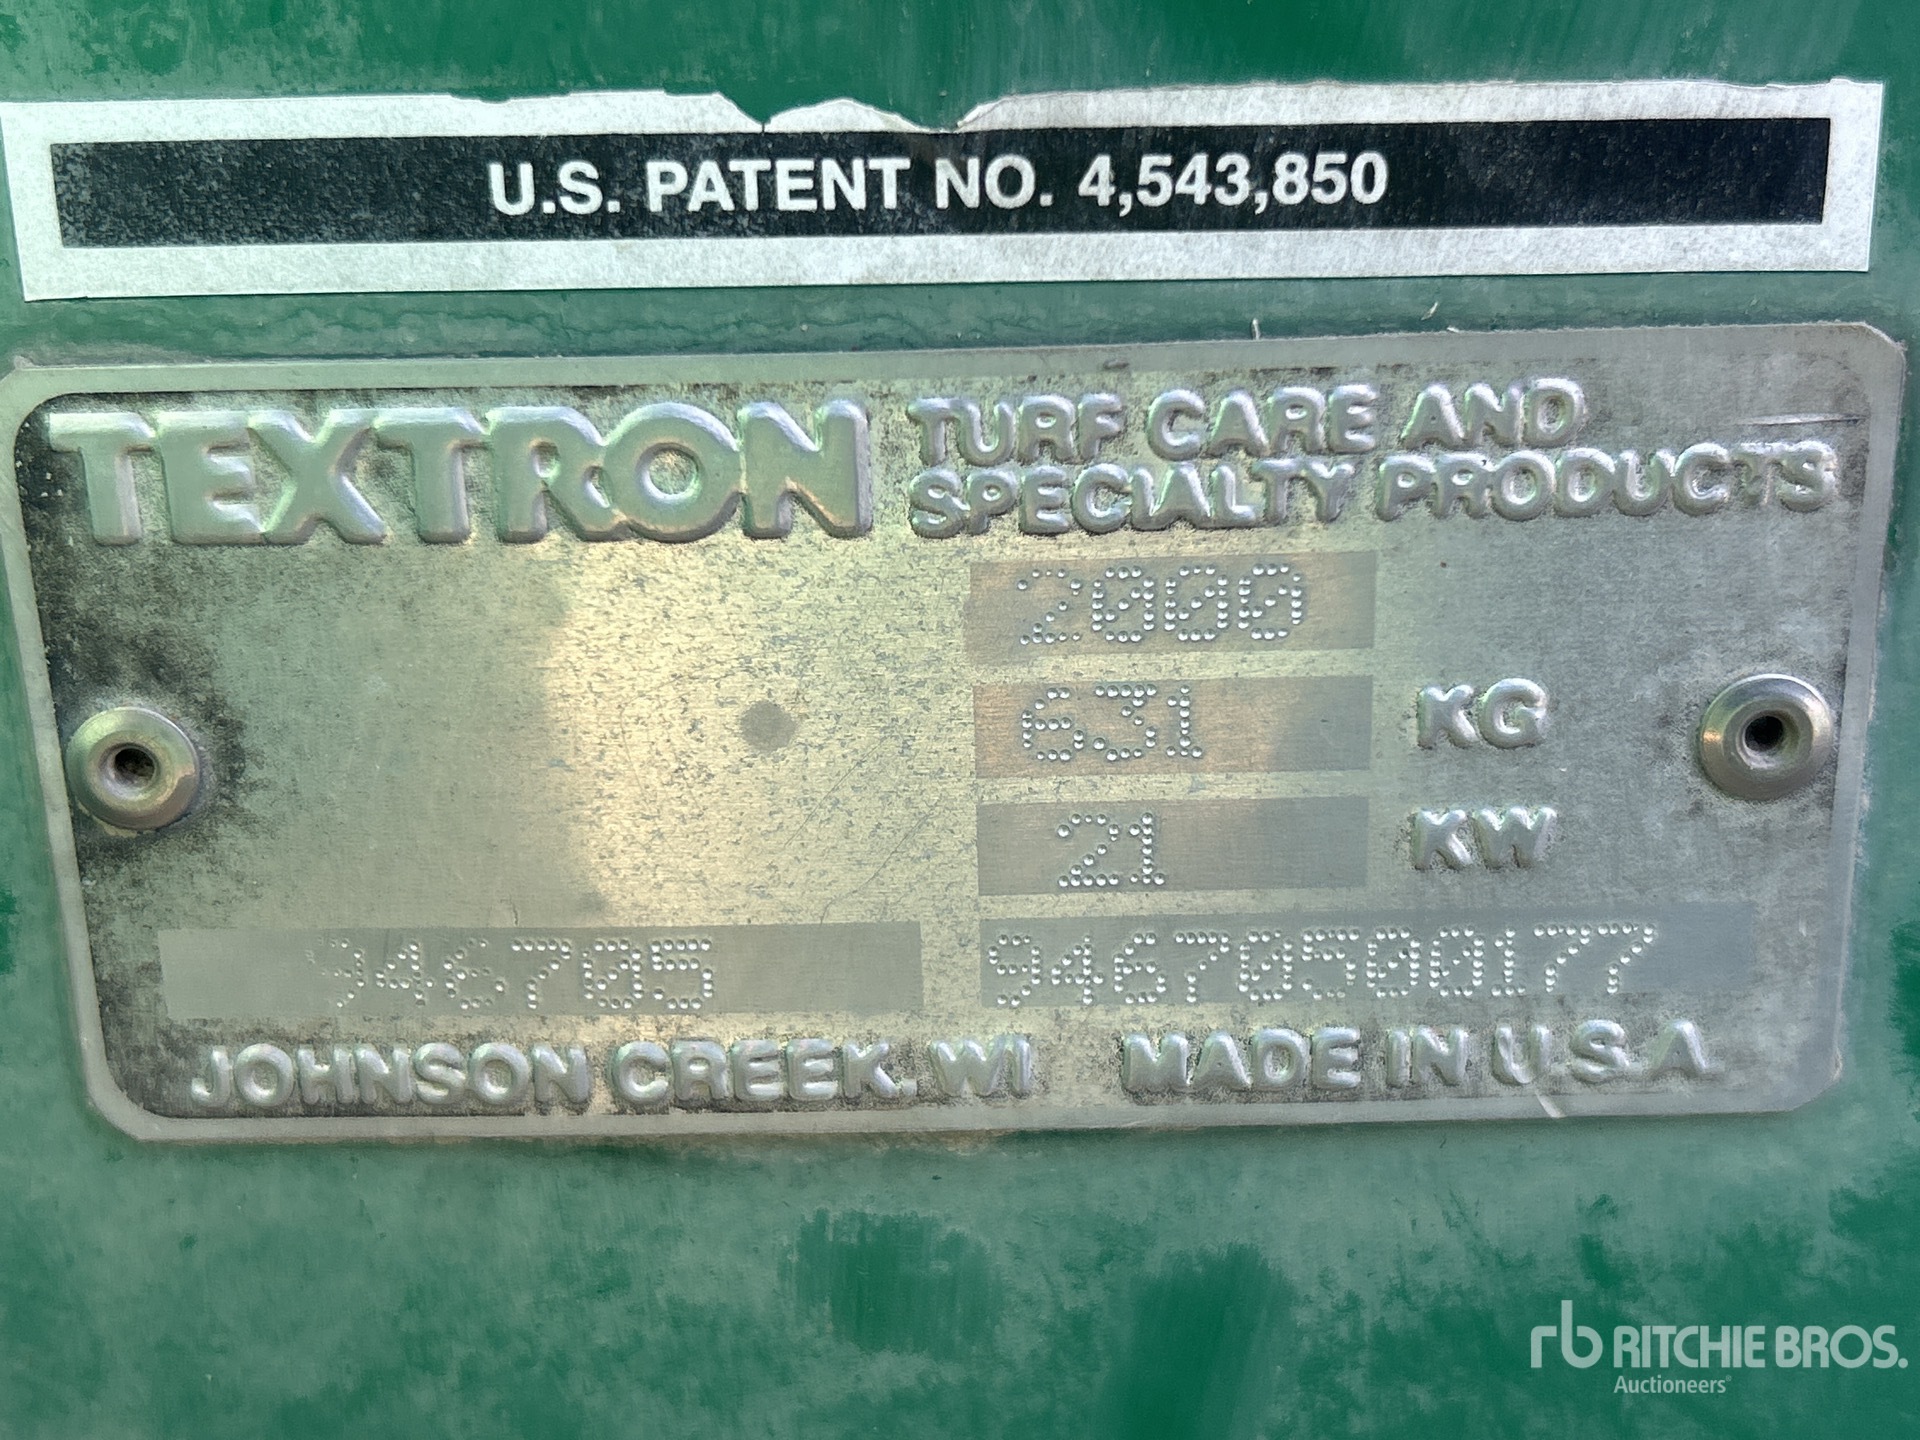 U.S. PATENT NO. 4,543,850
TEXTRON TURF CARE AND
SPECIALTY PRODUCTS
2000
631 KG
21 KW
946705 94670500177
JOHNSON CREEK, WI MADE IN U.S.A.
rb RITCHIE BROS.
Auctioneers